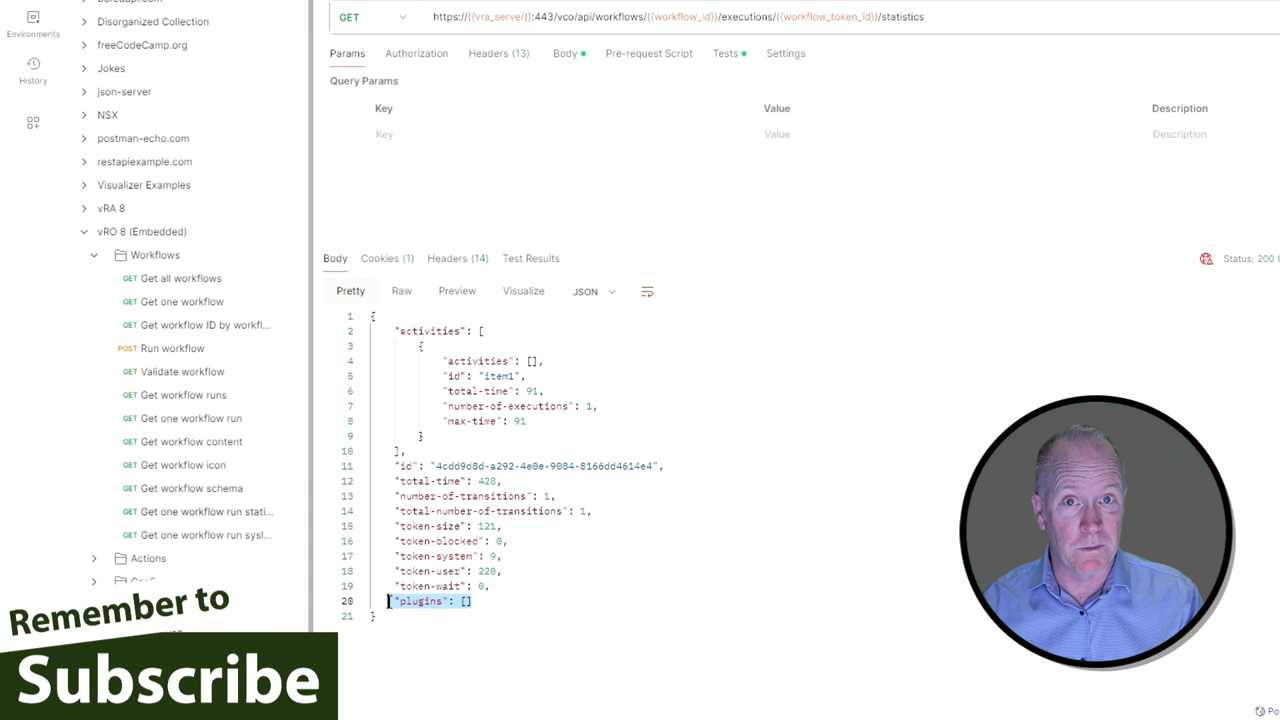 Environments
History
boredapi.com
Disorganized Collection
freeCodeCamp.org
Jokes
json-server
NSX
postman-echo.com
restapiexample.com
Visualizer Examples
vRA 8
vRO 8 (Embedded)
Workflows
GET Get all workflows
GET Get one workflow
GET Get workflow ID by workfl...
POST Run workflow
GET Validate workflow
GET Get workflow runs
GET Get one workflow run
GET Get workflow content
GET Get workflow icon
GET Get workflow schema
GET Get one workflow run stati...
GET Get one workflow run sysl...
Actions
Remember to
Subscribe
GET https://{{vra_server}}:443/vco/api/workflows/{{workflow_id}}/executions/{{workflow_token_id}}/statistics
Params Authorization Headers (13) Body Pre-request Script Tests Settings
Query Params
Key Value Description
Key Value Description
Body Cookies (1) Headers (14) Test Results
Status: 200
Pretty Raw Preview Visualize JSON
1 {
2 "activities": [
3 {
4 "activities": [],
5 "id": "item1",
6 "total-time": 91,
7 "number-of-executions": 1,
8 "max-time": 91
9 }
10 ],
11 "id": "4cdd9d8d-a292-4e0e-9084-8166dd4614e4",
12 "total-time": 428,
13 "number-of-transitions": 1,
14 "total-number-of-transitions": 1,
15 "token-size": 121,
16 "token-blocked": 0,
17 "token-system": 9,
18 "token-user": 220,
19 "token-wait": 0,
20 "plugins": []
21 }